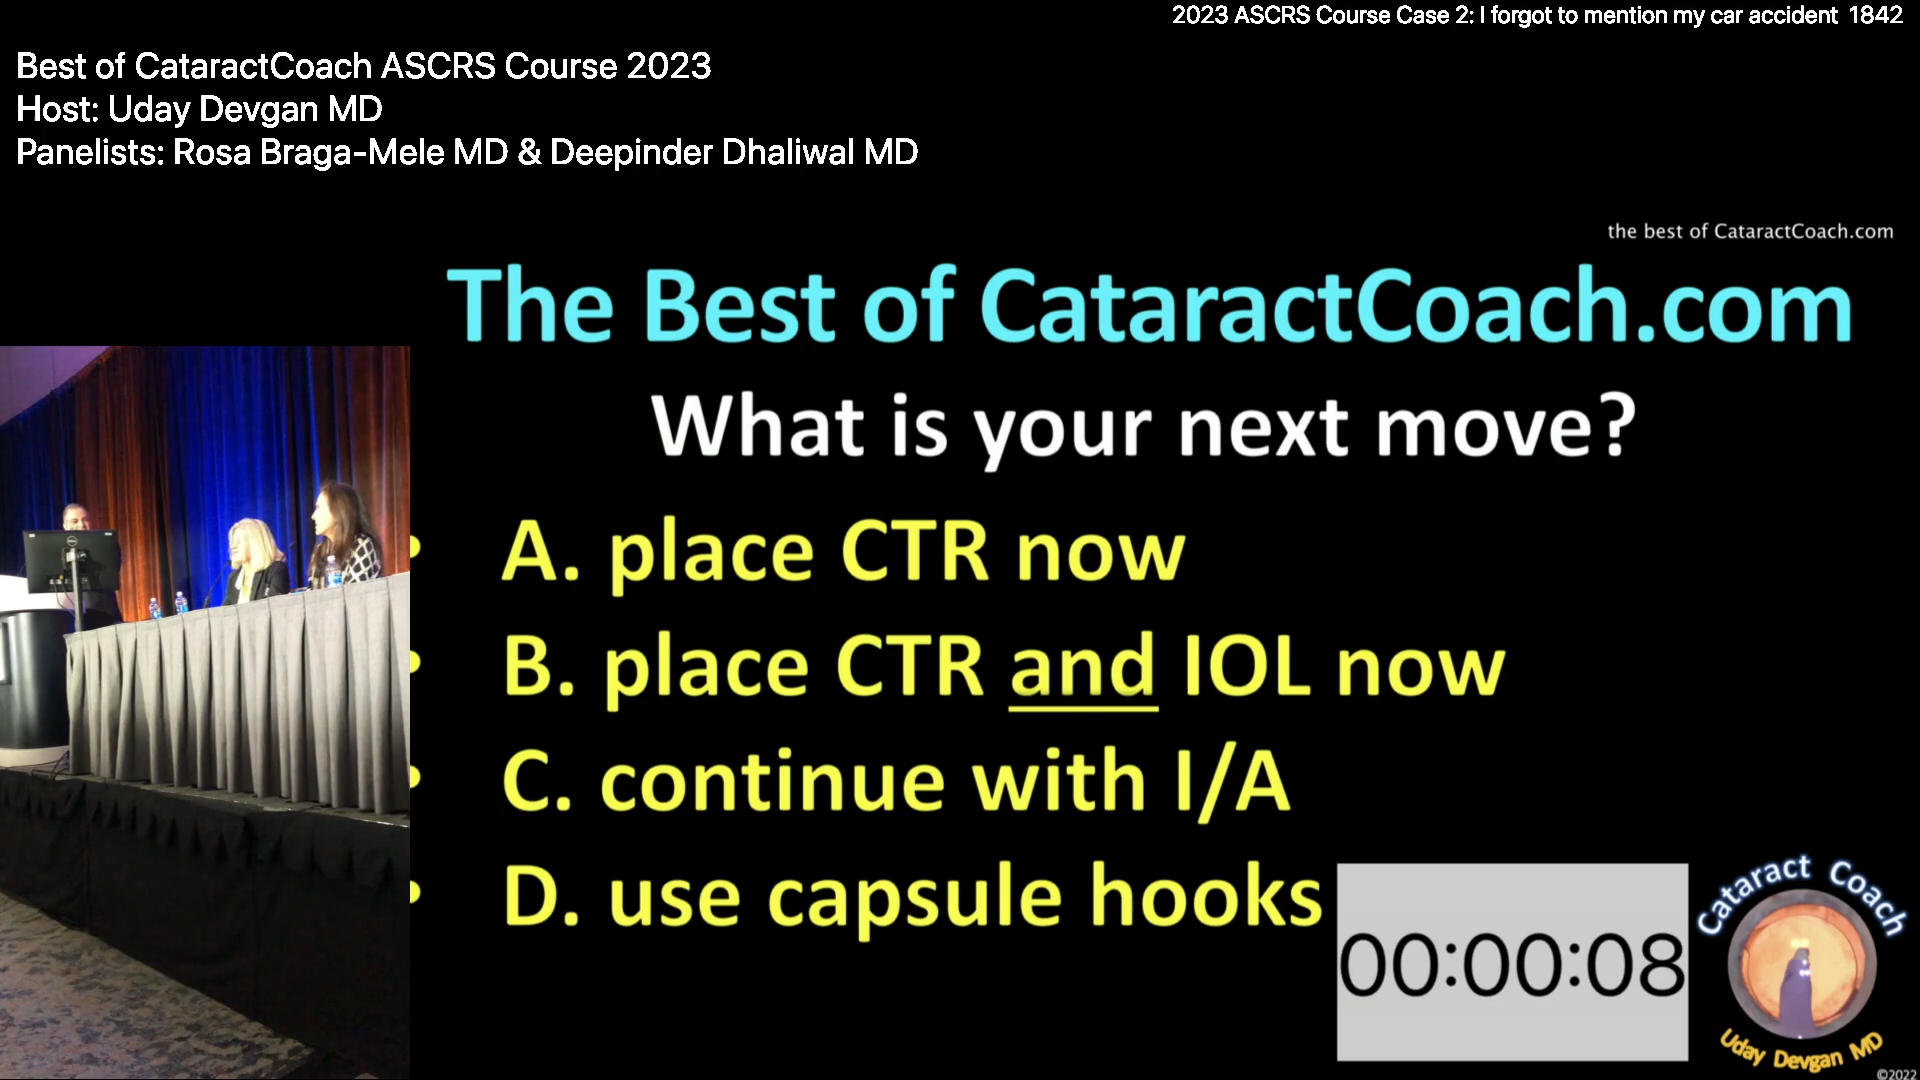 2023 ASCRS Course Case 2: I forgot to mention my car accident 1842
Best of CataractCoach ASCRS Course 2023
Host: Uday Devgan MD
Panelists: Rosa Braga-Mele MD & Deepinder Dhaliwal MD
the best of CataractCoach.com
The Best of CataractCoach.com
What is your next move?
• A. place CTR now
• B. place CTR and IOL now
• C. continue with I/A
• D. use capsule hooks
00:00:08
Cataract Coach
Uday Devgan MD
©2022